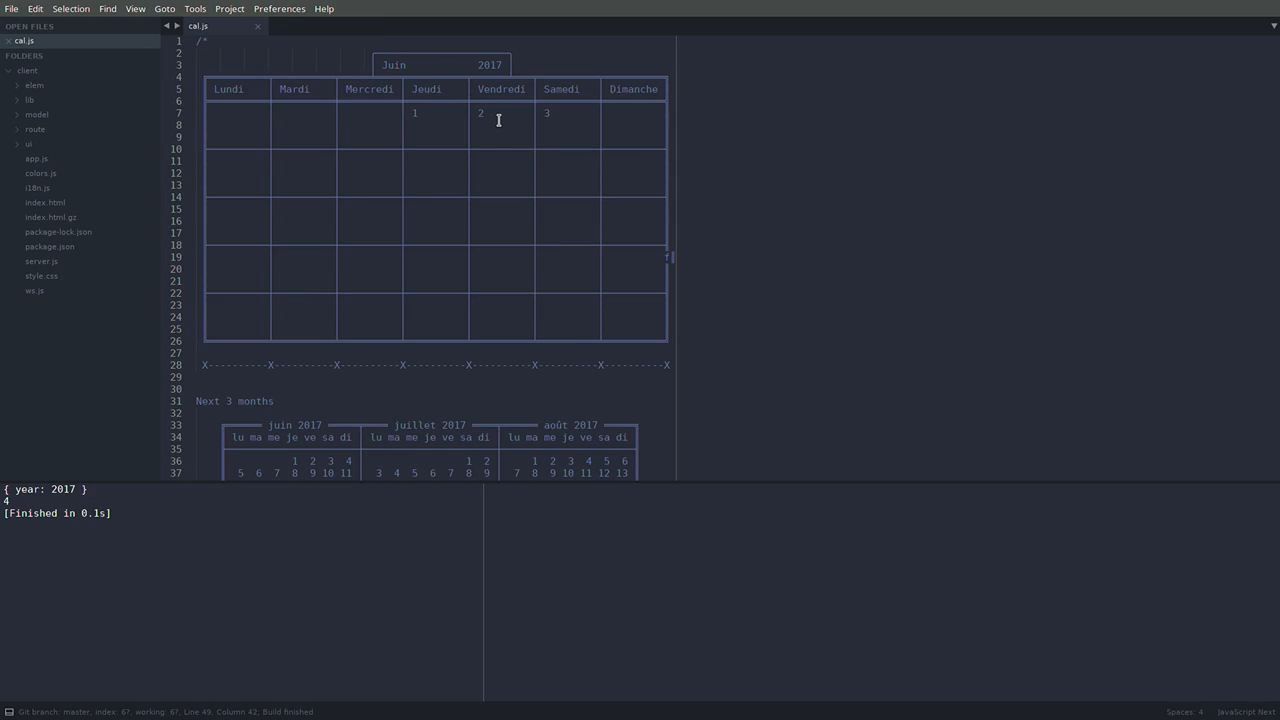 File Edit Selection Find View Goto Tools Project Preferences Help
OPEN FILES
cal.js
FOLDERS
client
elem
lib
model
route
ui
app.js
colors.js
i18n.js
index.html
index.html.gz
package-lock.json
package.json
server.js
style.css
ws.js
cal.js
1 /*
2
3 Juin 2017
4
5 Lundi Mardi Mercredi Jeudi Vendredi Samedi Dimanche
6
7 1 2 3
8
9
10
11
12
13
14
15
16
17
18
19 f
20
21
22
23
24
25
26
27
28 X----------X----------X----------X----------X----------X----------X----------X
29
30
31 Next 3 months
32
33 juin 2017 juillet 2017 août 2017
34 lu ma me je ve sa di lu ma me je ve sa di lu ma me je ve sa di
35
36 1 2 3 4 1 2 1 2 3 4 5 6
37 5 6 7 8 9 10 11 3 4 5 6 7 8 9 7 8 9 10 11 12 13
{ year: 2017 }
4
[Finished in 0.1s]
Git branch: master, index: 6?, working: 6?, Line 49, Column 42; Build finished
Spaces: 4 JavaScript Next